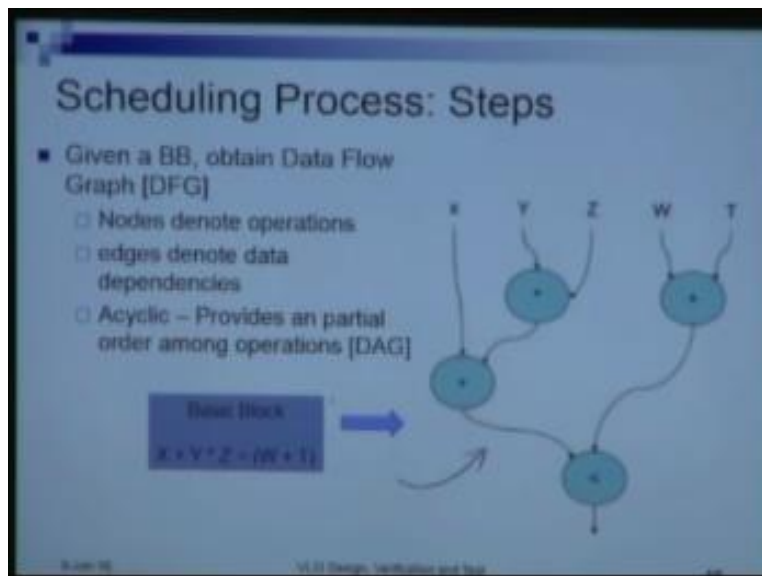 Scheduling Process: Steps
Given a BB, obtain Data Flow
Graph [DFG]
Nodes denote operations
edges denote data
dependencies
Acyclic – Provides an partial
order among operations [DAG]
X Y Z W T
Basic Block
VLSI Design, Verification and Test